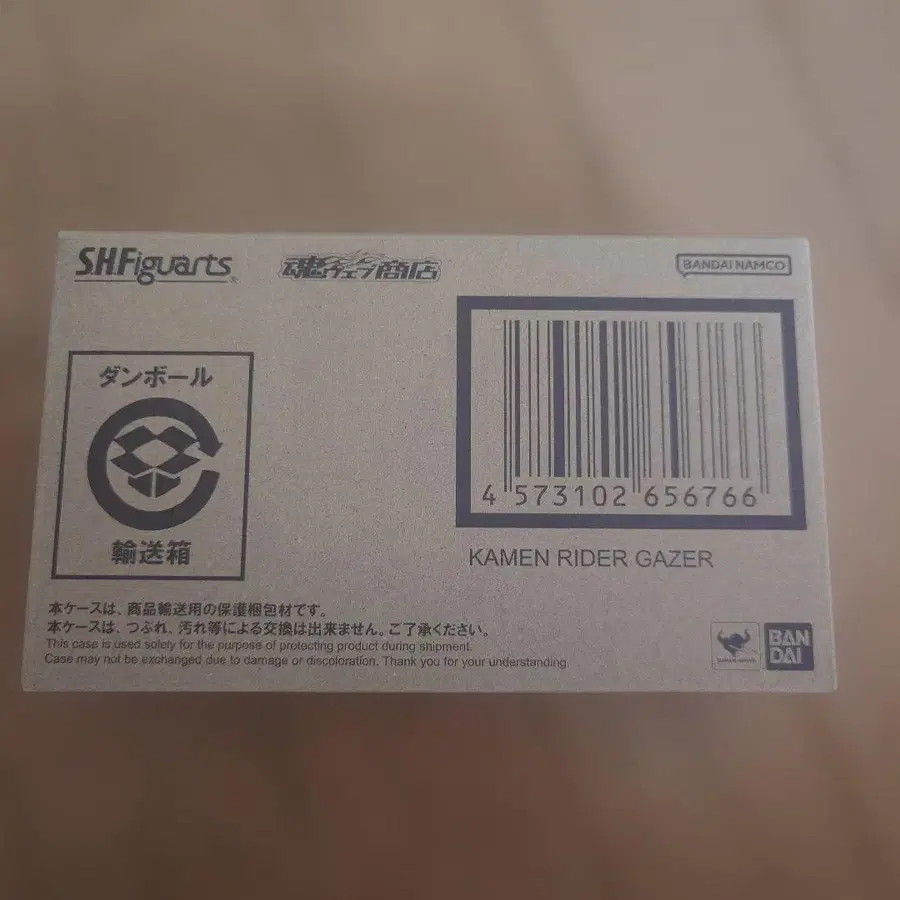 S.H.Figuarts
魂ウェブ商店
BANDAI NAMCO
ダンボール
輸送箱
4 573102 656766
KAMEN RIDER GAZER
本ケースは、商品輸送用の保護梱包材です。
本ケースは、つぶれ、汚れ等による交換は出来ません。ご了承ください。
This case is used solely for the purpose of protecting product during shipment.
Case may not be exchanged due to damage or discoloration. Thank you for your understanding.
BAN
DAI